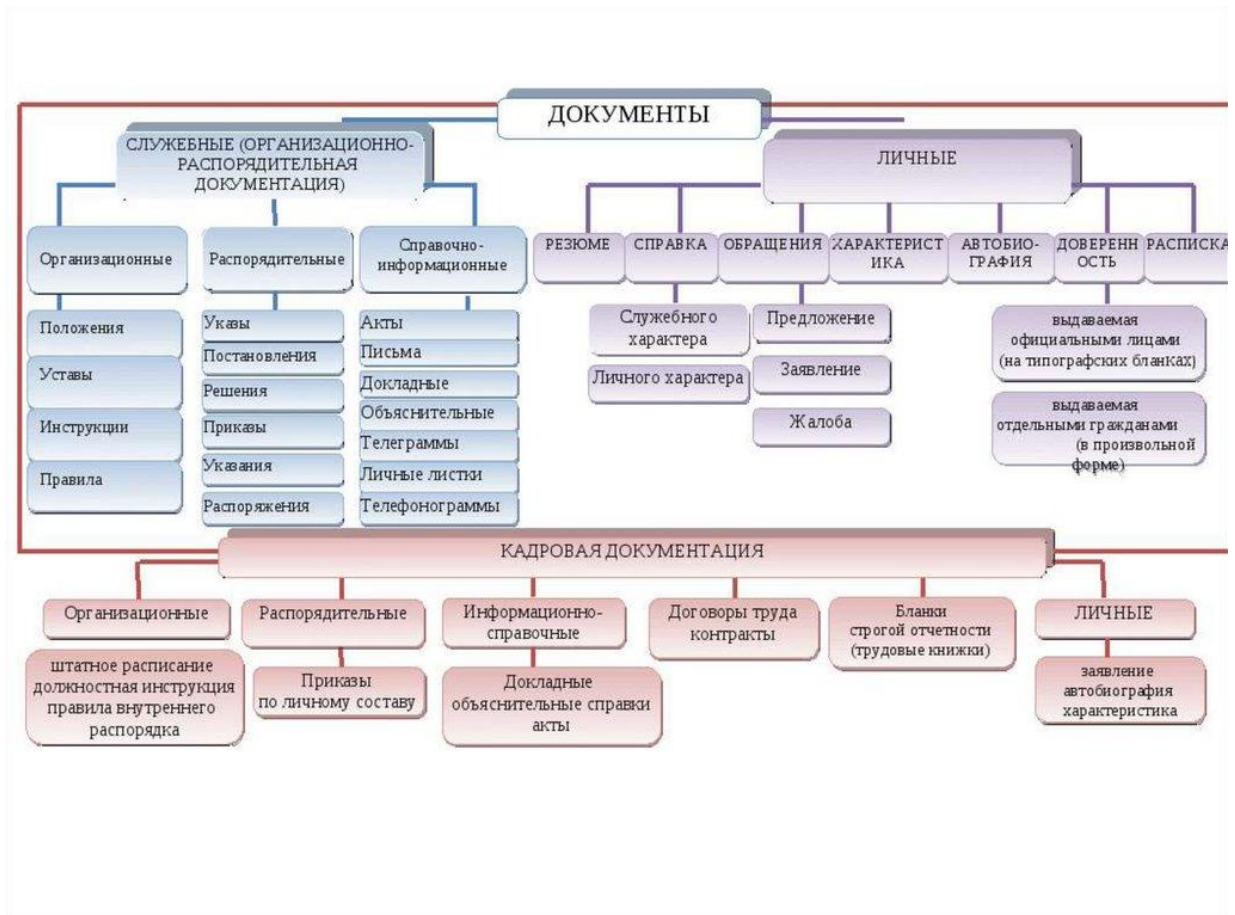 ДОКУМЕНТЫ
СЛУЖЕБНЫЕ (ОРГАНИЗАЦИОННО-
РАСПОРЯДИТЕЛЬНАЯ
ДОКУМЕНТАЦИЯ)
ЛИЧНЫЕ
Организационные
Распорядительные
Справочно-
информационные
РЕЗЮМЕ
СПРАВКА
ОБРАЩЕНИЯ
ХАРАКТЕРИСТ
ИКА
АВТОБИО-
ГРАФИЯ
ДОВЕРЕНН
ОСТЬ
РАСПИСКА
Положения
Уставы
Инструкции
Правила
Указы
Постановления
Решения
Приказы
Указания
Распоряжения
Акты
Письма
Докладные
Объяснительные
Телеграммы
Личные листки
Телефонограммы
Служебного
характера
Личного характера
Предложение
Заявление
Жалоба
выдаваемая
официальными лицами
(на типографских бланках)
выдаваемая
отдельными гражданами
(в произвольной
форме)
КАДРОВАЯ ДОКУМЕНТАЦИЯ
Организационные
Распорядительные
Информационно-
справочные
Договоры труда
контракты
Бланки
строгой отчетности
(трудовые книжки)
ЛИЧНЫЕ
штатное расписание
должностная инструкция
правила внутреннего
распорядка
Приказы
по личному составу
Докладные
объяснительные справки
акты
заявление
автобиография
характеристика